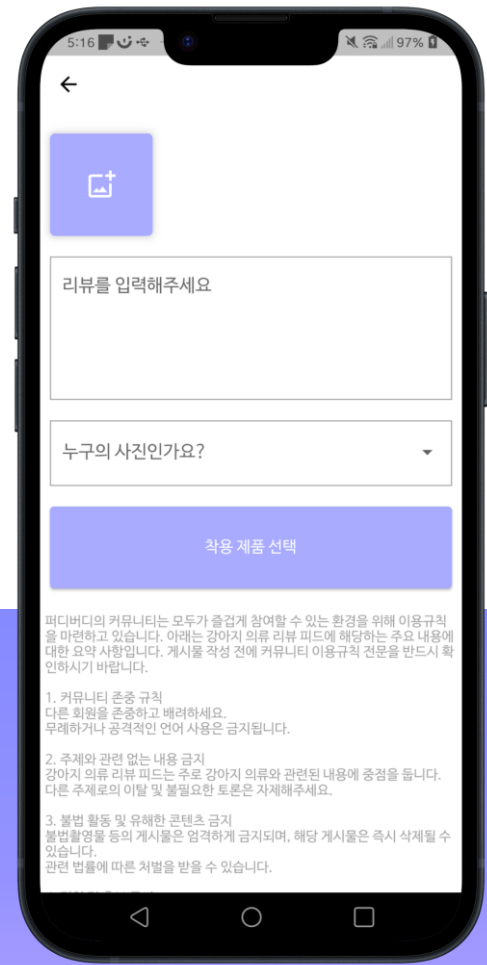 5:16
97%
리뷰를 입력해주세요
누구의 사진인가요?
착용 제품 선택
퍼디버디의 커뮤니티는 모두가 즐겁게 참여할 수 있는 환경을 위해 이용규칙
을 마련하고 있습니다. 아래는 강아지 의류 리뷰 피드에 해당하는 주요 내용에
대한 요약 사항입니다. 게시물 작성 전에 커뮤니티 이용규칙 전문을 반드시 확
인하시기 바랍니다.
1. 커뮤니티 존중 규칙
다른 회원을 존중하고 배려하세요.
무례하거나 공격적인 언어 사용은 금지됩니다.
2. 주제와 관련 없는 내용 금지
강아지 의류 리뷰 피드는 주로 강아지 의류와 관련된 내용에 중점을 둡니다.
다른 주제로의 이탈 및 불필요한 토론은 자제해주세요.
3. 불법 활동 및 유해한 콘텐츠 금지
불법촬영물 등의 게시물은 엄격하게 금지되며, 해당 게시물은 즉시 삭제될 수
있습니다.
관련 법률에 따른 처벌을 받을 수 있습니다.